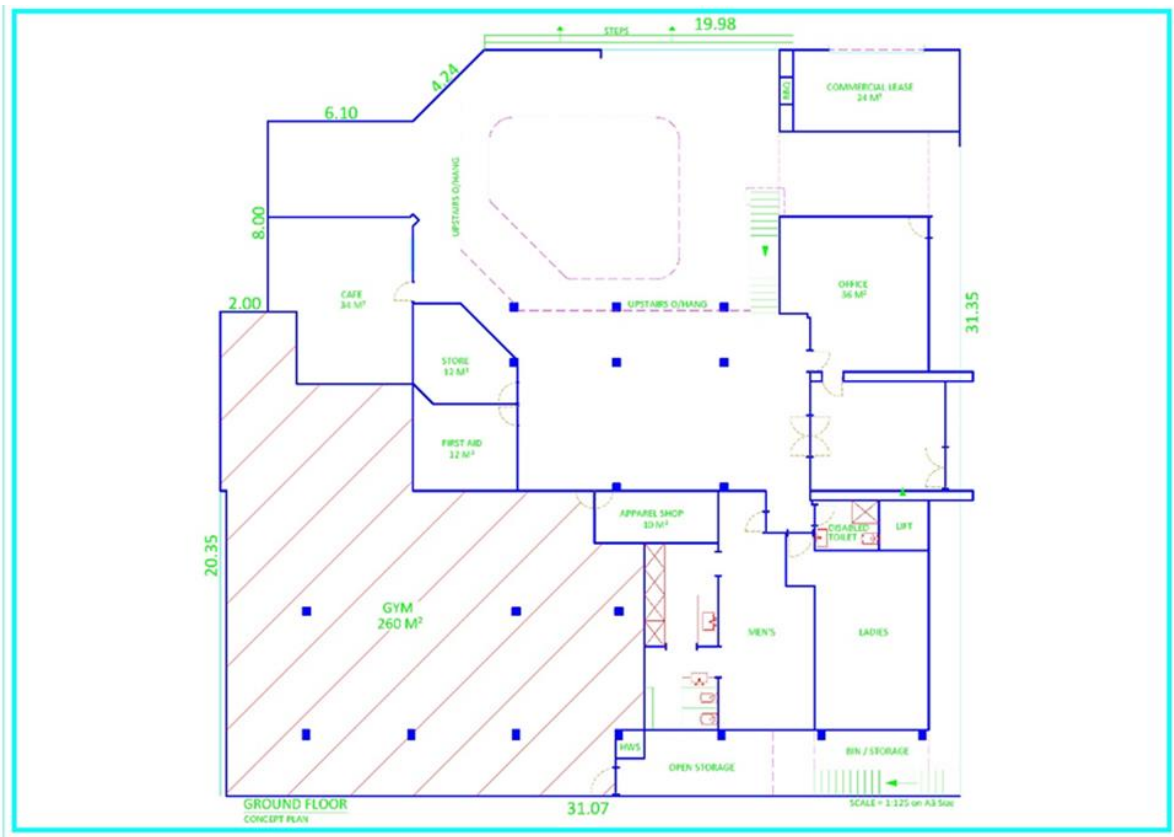 STEPS
19.98
4.24
6.10
BBQ
COMMERCIAL LEASE
24 M²
UPSTAIRS O/HANG
8.00
OFFICE
36 M²
CAFE
34 M²
2.00
UPSTAIRS O/HANG
31.35
STORE
12 M²
FIRST AID
12 M²
APPAREL SHOP
10 M²
DISABLED
TOILET
LIFT
20.35
GYM
260 M²
MEN'S
LADIES
HWS
OPEN STORAGE
BIN / STORAGE
GROUND FLOOR
CONCEPT PLAN
31.07
SCALE = 1:125 on A3 Size